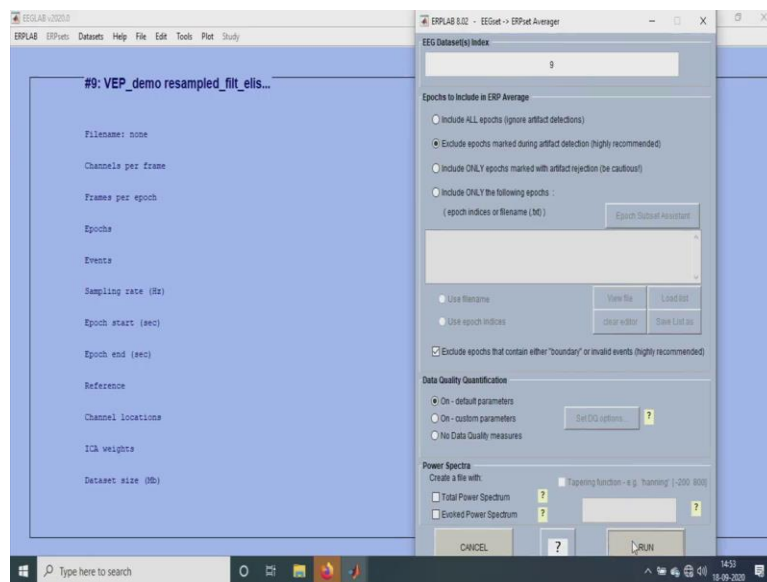 EEGLAB v2020.0
ERPLAB ERPsets Datasets Help File Edit Tools Plot Study
#9: VEP_demo resampled_filt_elis...
Filename: none
Channels per frame
Frames per epoch
Epochs
Events
Sampling rate (Hz)
Epoch start (sec)
Epoch end (sec)
Reference
Channel locations
ICA weights
Dataset size (Mb)
ERPLAB 8.02 - EEGset -> ERPset Averager
EEG Dataset(s) Index
9
Epochs to Include in ERP Average
Include ALL epochs (ignore artifact detections)
Exclude epochs marked during artifact detection (highly recommended)
Include ONLY epochs marked with artifact rejection (be cautious!)
Include ONLY the following epochs :
( epoch indices or filename (.txt) )
Epoch Subset Assistant
Use filename
View file
Load list
Use epoch indices
clear editor
Save List as
Exclude epochs that contain either "boundary" or invalid events (highly recommended)
Data Quality Quantification
On - default parameters
On - custom parameters
Set DQ options...
?
No Data Quality measures
Power Spectra
Create a file with:
Tapering function - e.g. 'hanning' [-200 800]
Total Power Spectrum
?
Evoked Power Spectrum
?
?
CANCEL
?
RUN
Type here to search
14:53
18-09-2020